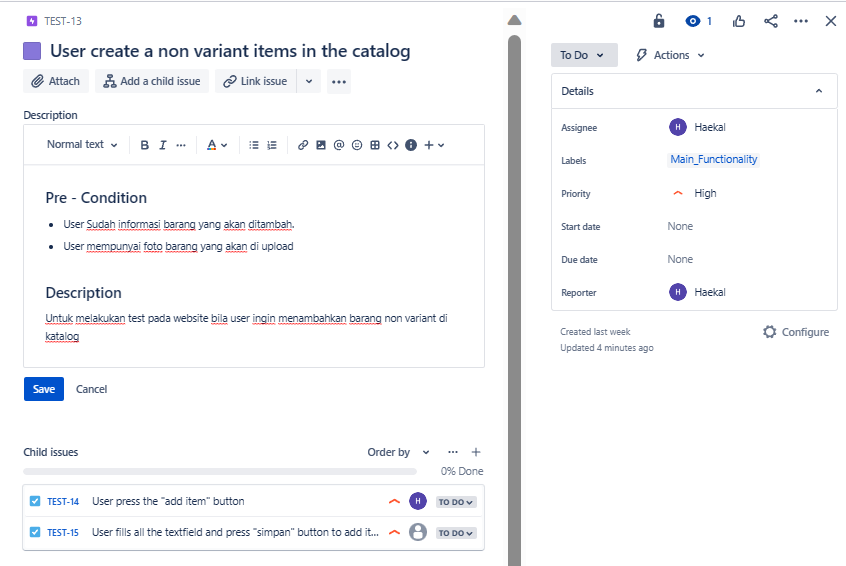 TEST-13
1
User create a non variant items in the catalog
To Do
Actions
Attach
Add a child issue
Link issue
Details
Description
Assignee
H
Haekal
Normal text
B
I
A
Labels
Main_Functionality
Pre - Condition
Priority
High
User Sudah informasi barang yang akan ditambah.
Start date
None
User mempunyai foto barang yang akan di upload
Due date
None
Description
Reporter
H
Haekal
Untuk melakukan test pada website bila user ingin menambahkan barang non variant di
katalog
Created last week
Configure
Updated 4 minutes ago
Save
Cancel
Child issues
Order by
0% Done
TEST-14
User press the "add item" button
H
TO DO
TEST-15
User fills all the textfield and press "simpan" button to add it...
TO DO